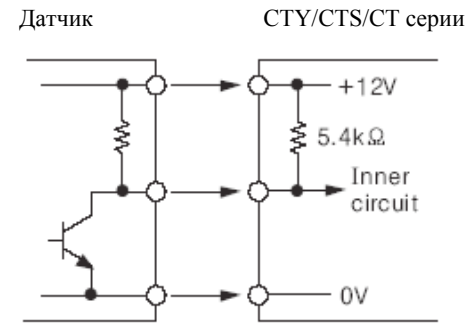 Датчик CTY/CTS/CT серии
+12V
5.4kΩ
Inner
circuit
0V